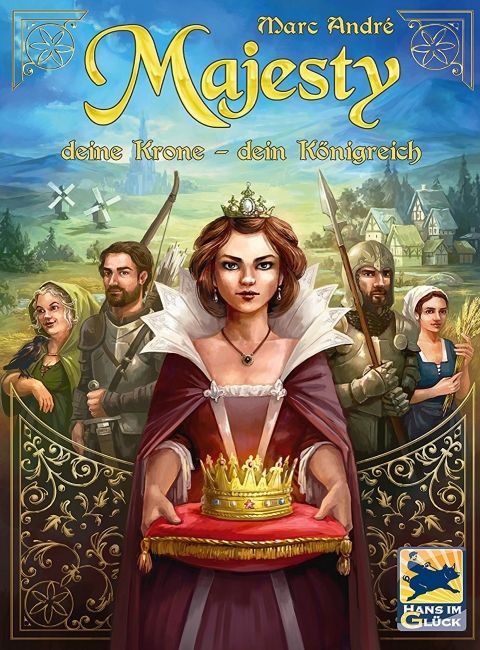 Marc André
Majesty
deine Krone – dein Königreich
HANS IM
GLÜCK